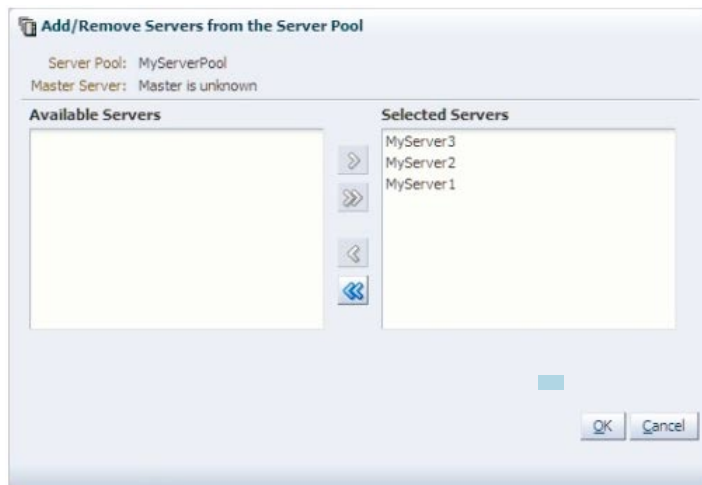 Add/Remove Servers from the Server Pool
Server Pool: MyServerPool
Master Server: Master is unknown
Available Servers
Selected Servers
MyServer3
MyServer2
MyServer1
OK Cancel